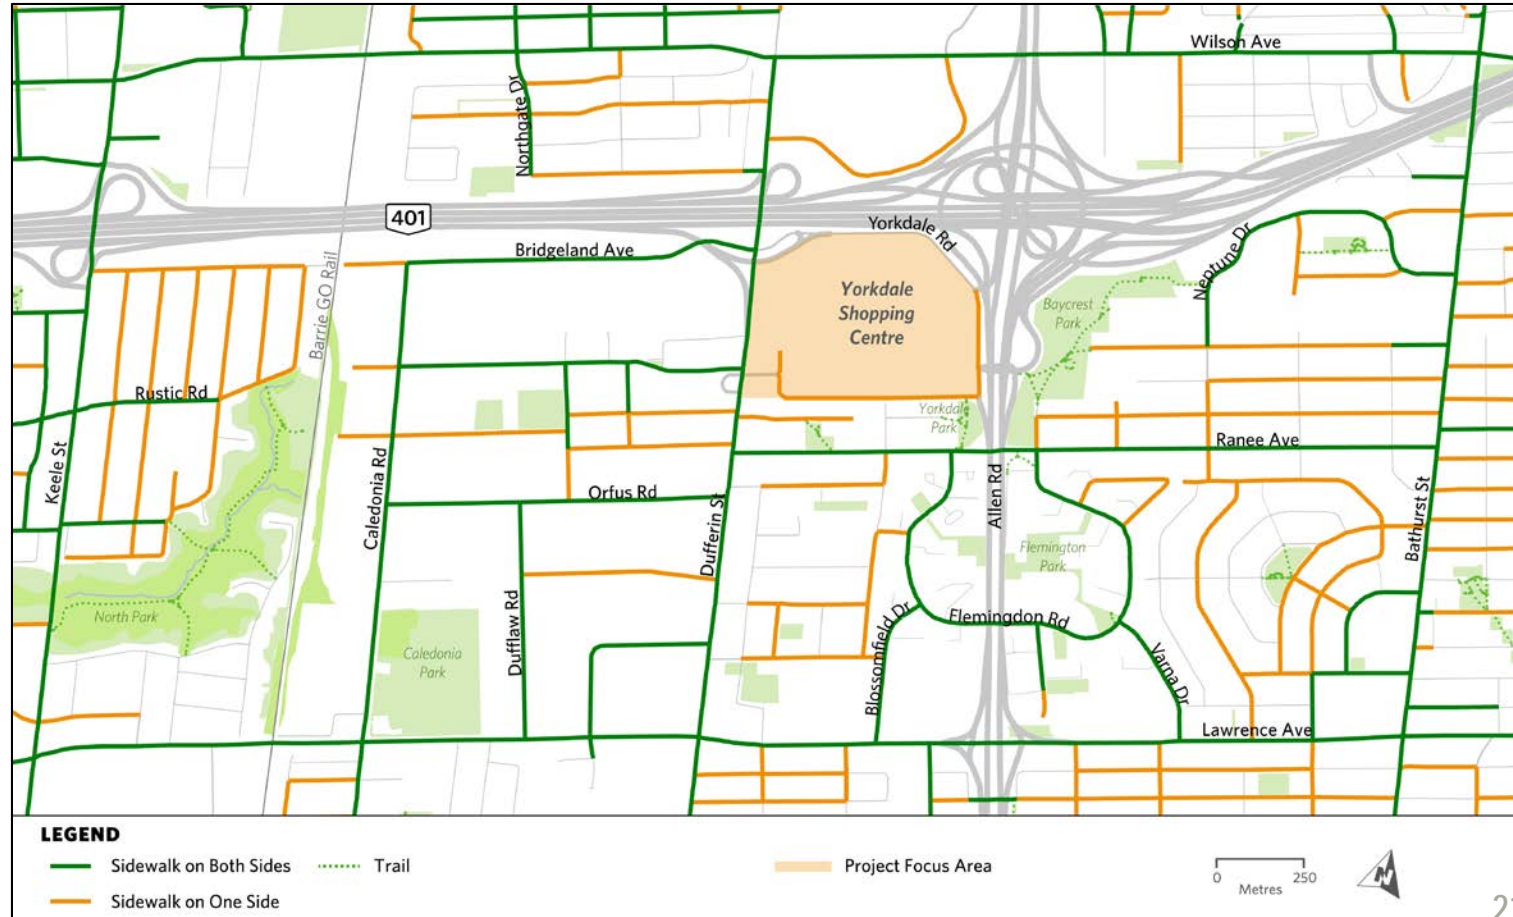 Wilson Ave
Northgate Dr
401
Yorkdale Rd
Bridgeland Ave
Neptune Dr
Barrie GO Rail
Yorkdale
Shopping
Centre
Baycrest
Park
Rustic Rd
Yorkdale
Park
Ranee Ave
Keele St
Caledonia Rd
Orfus Rd
Dufferin St
Allen Rd
Bathurst St
Flemington
Park
North Park
Dufflaw Rd
Blossomfield Dr
Flemingdon Rd
Caledonia
Park
Varna Dr
Lawrence Ave
LEGEND
Sidewalk on Both Sides
Trail
Project Focus Area
0 250
Metres
N
Sidewalk on One Side